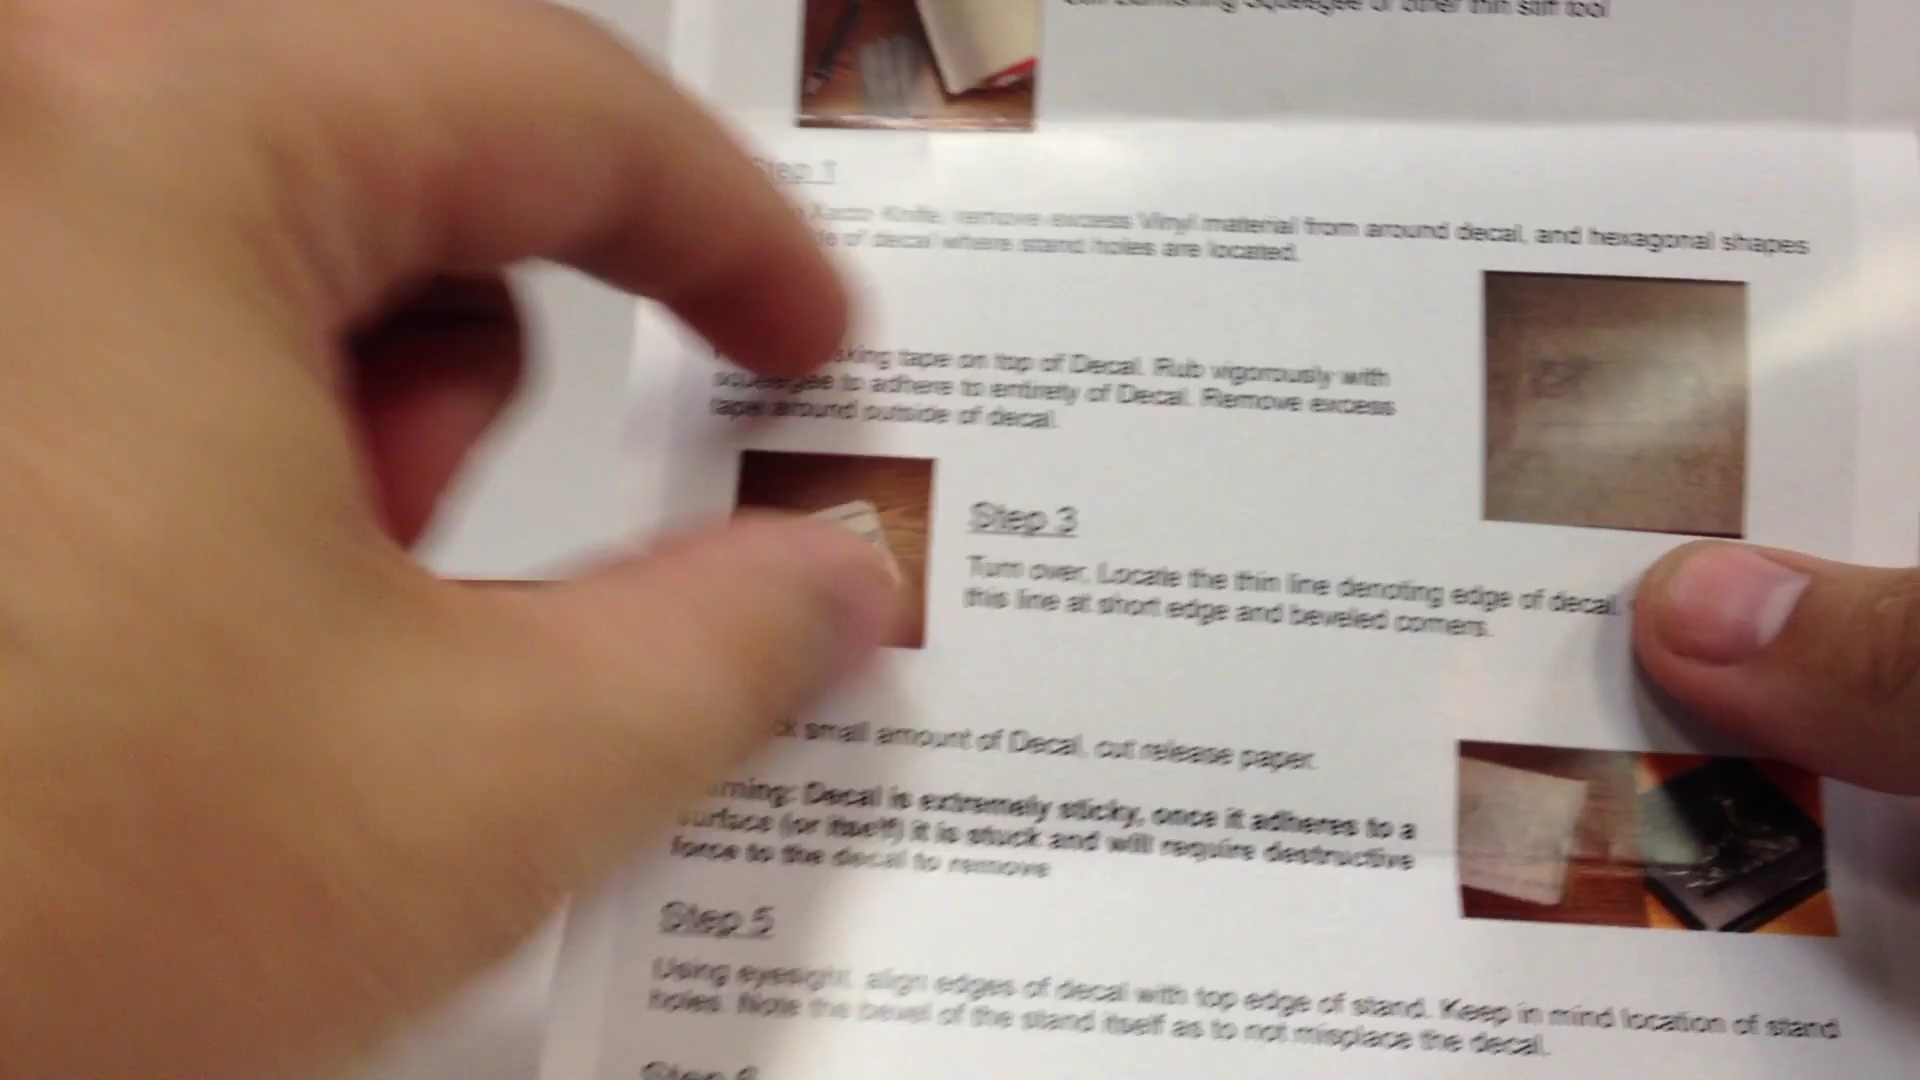 Burnishing Squeegee or other thin stiff tool
Step 1
Xacto Knife, remove excess Vinyl material from around decal, and hexagonal shapes
of decal where stand holes are located.
tape on top of Decal. Rub vigorously with
squeegee to adhere to entirety of Decal. Remove excess
tape around outside of decal.
Step 3
Turn over. Locate the thin line denoting edge of decal.
this line at short edge and beveled corners.
small amount of Decal, cut release paper.
Decal is extremely sticky, once it adheres to a
surface (or itself) it is stuck and will require destructive
force to the decal to remove
Step 5
Using eyesight, align edges of decal with top edge of stand. Keep in mind location of stand
holes. Note the bevel of the stand itself as to not misplace the decal.
Step 6